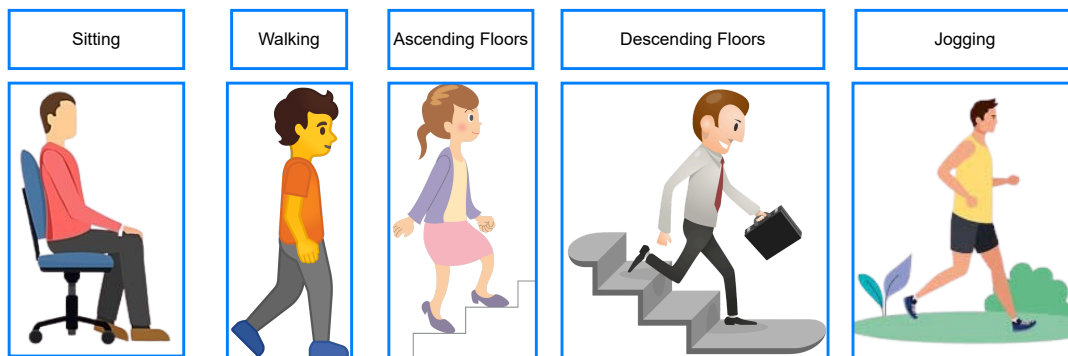 Sitting
Walking
Ascending Floors
Descending Floors
Jogging